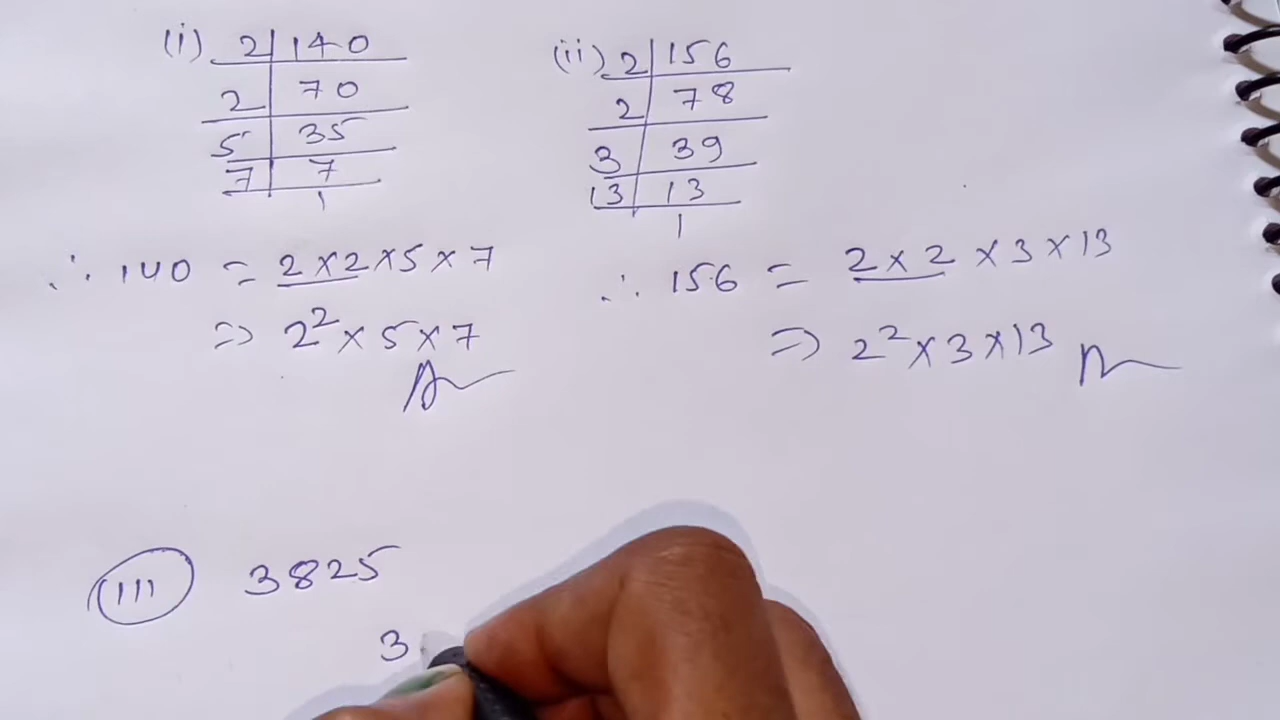 (i) 2 140
2 70
5 35
7 7
1
∴ 140 = 2 × 2 × 5 × 7
⇒ 2² × 5 × 7
(ii) 2 156
2 78
3 39
13 13
1
∴ 156 = 2 × 2 × 3 × 13
⇒ 2² × 3 × 13
(III) 3825
3